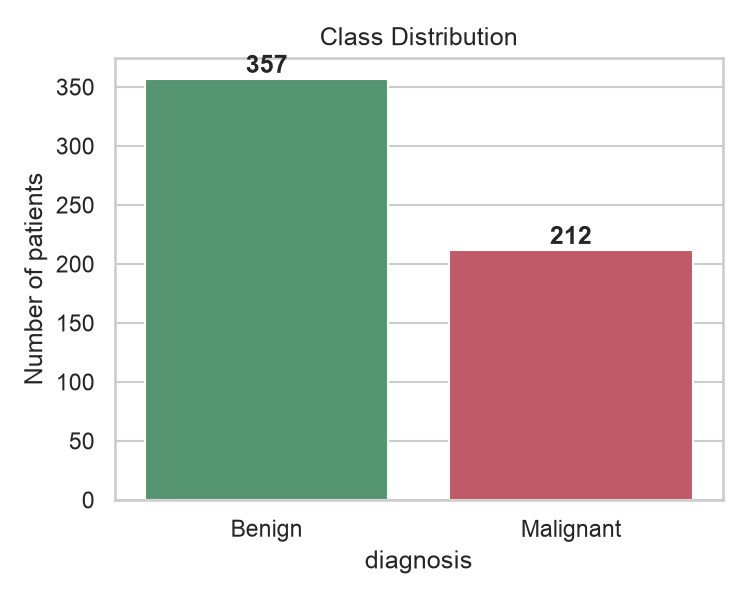 Class Distribution
357
212
350
300
250
200
150
100
50
0
Number of patients
Benign
Malignant
diagnosis